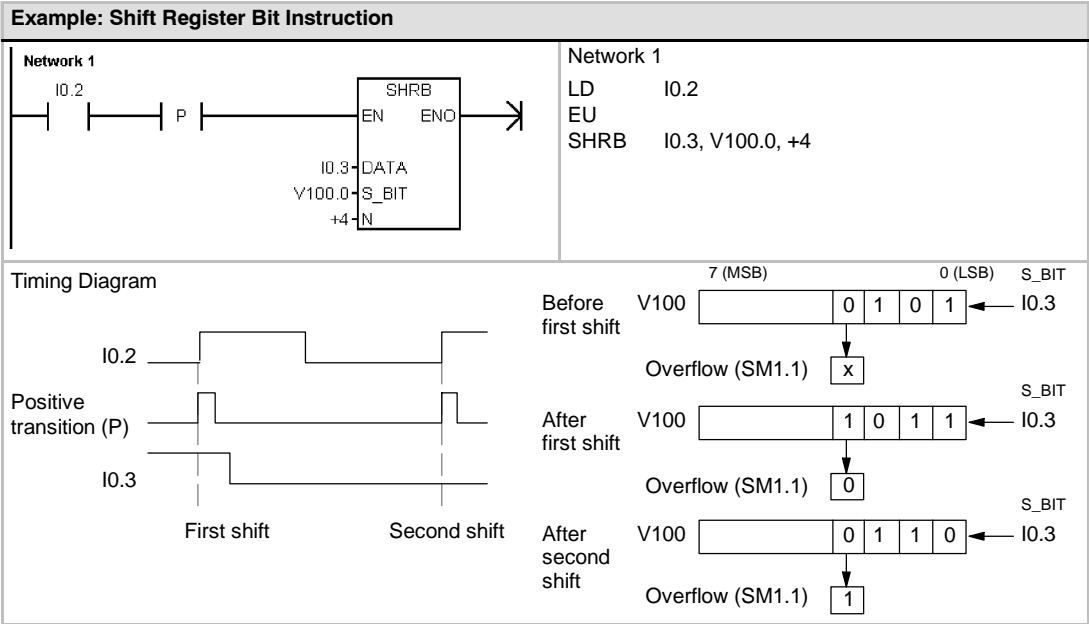 Example: Shift Register Bit Instruction
Network 1
I0.2
P
SHRB
EN ENO
I0.3 DATA
V100.0 S_BIT
+4 N
Network 1
LD I0.2
EU
SHRB I0.3, V100.0, +4
Timing Diagram
I0.2
Positive
transition (P)
I0.3
First shift Second shift
7 (MSB) 0 (LSB) S_BIT
Before
first shift
V100 0 1 0 1 I0.3
Overflow (SM1.1) x
S_BIT
After
first shift
V100 1 0 1 1 I0.3
Overflow (SM1.1) 0
S_BIT
After
second
shift
V100 0 1 1 0 I0.3
Overflow (SM1.1) 1